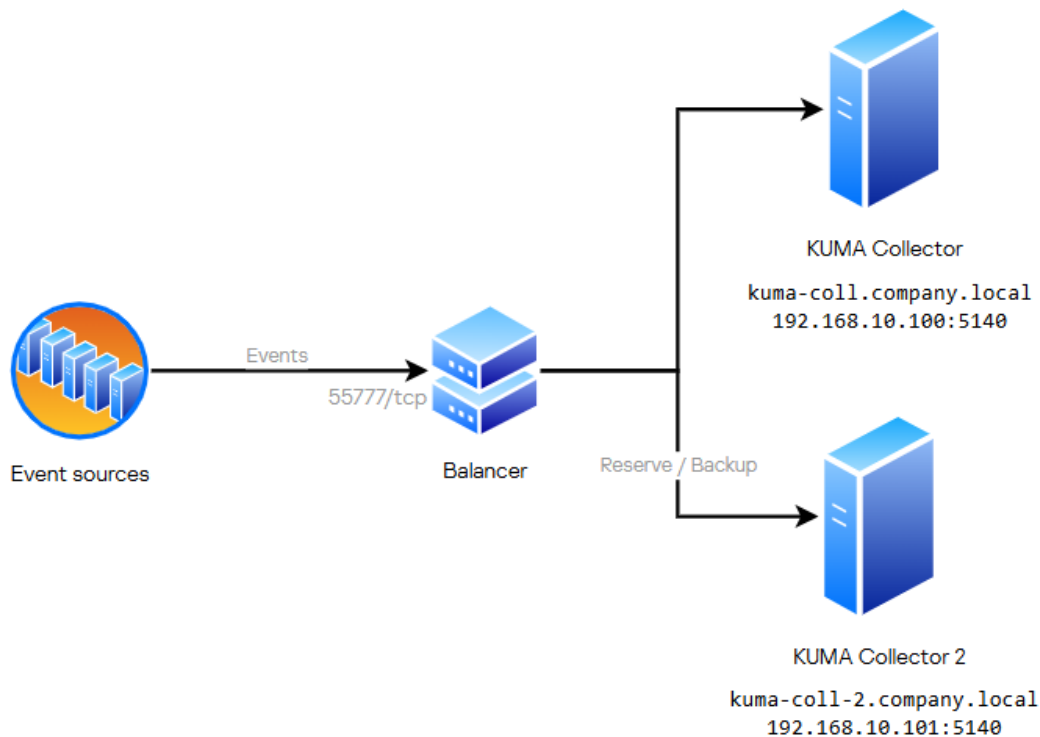 KUMA Collector
kuma-coll.company.local
192.168.10.100:5140
Events
55777/tcp
Event sources
Balancer
Reserve / Backup
KUMA Collector 2
kuma-coll-2.company.local
192.168.10.101:5140